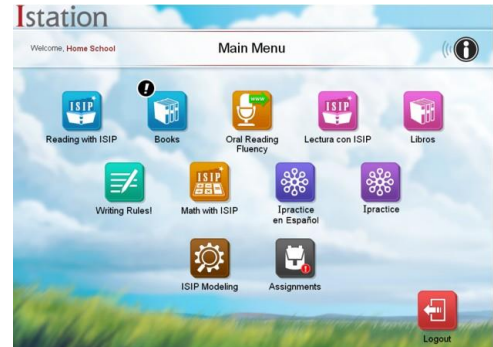 Istation
Welcome, Home School
Main Menu
ISIP
Reading with ISIP
Books
www
Oral Reading
Fluency
ISIP
Lectura con ISIP
Libros
Writing Rules!
ISIP
Math with ISIP
Ipractice
en Español
Ipractice
ISIP Modeling
Assignments
Logout